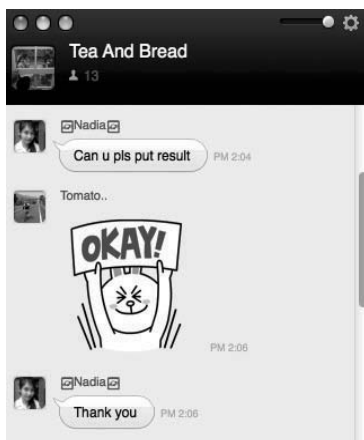 Tea And Bread
13
Nadia
Can u pls put result PM 2:04
Tomato..
OKAY!
PM 2:06
Nadia
Thank you PM 2:06